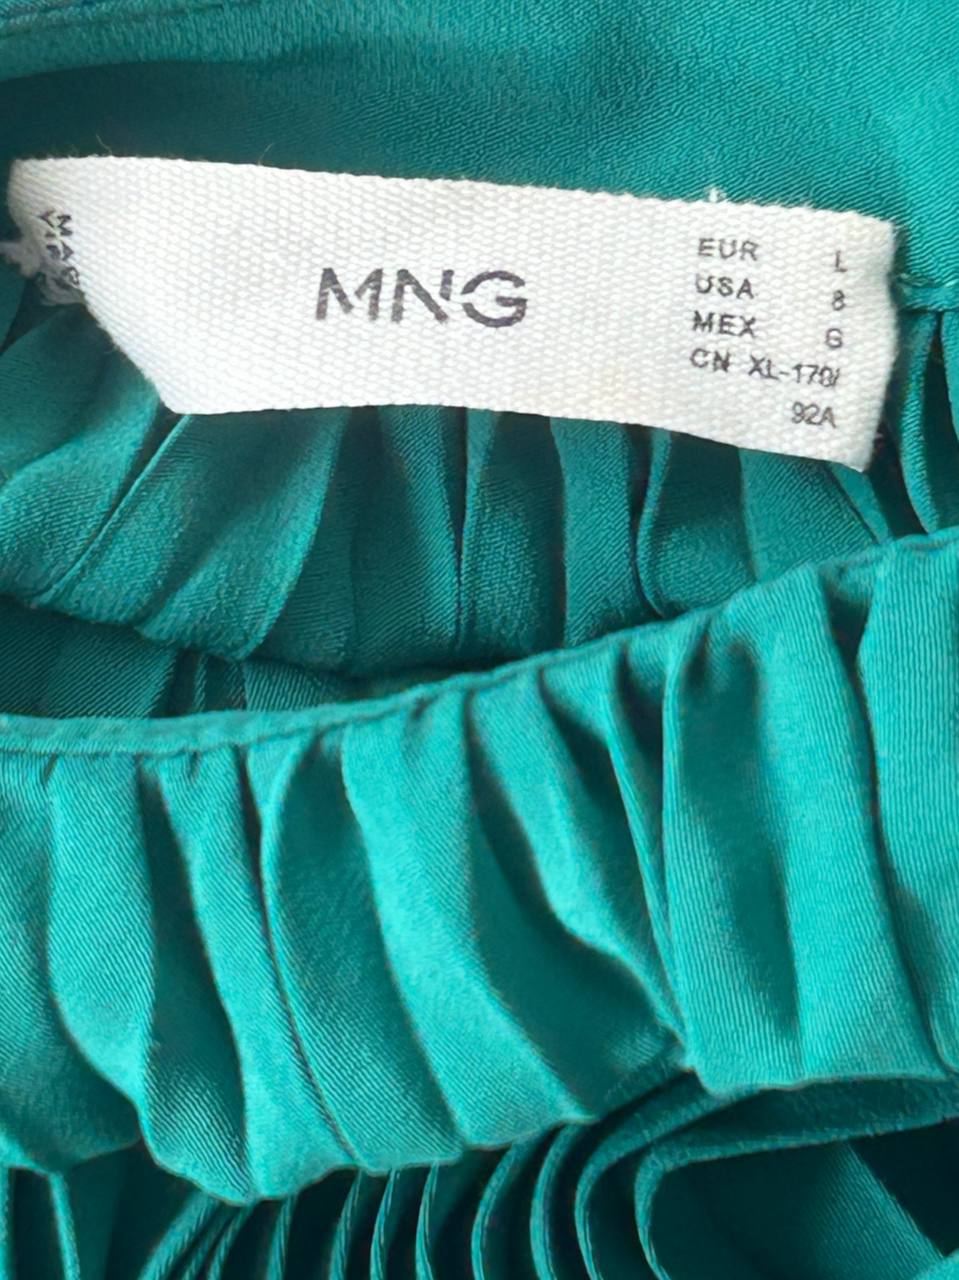 MNG
EUR L
USA 8
MEX G
CN XL-170/
92A